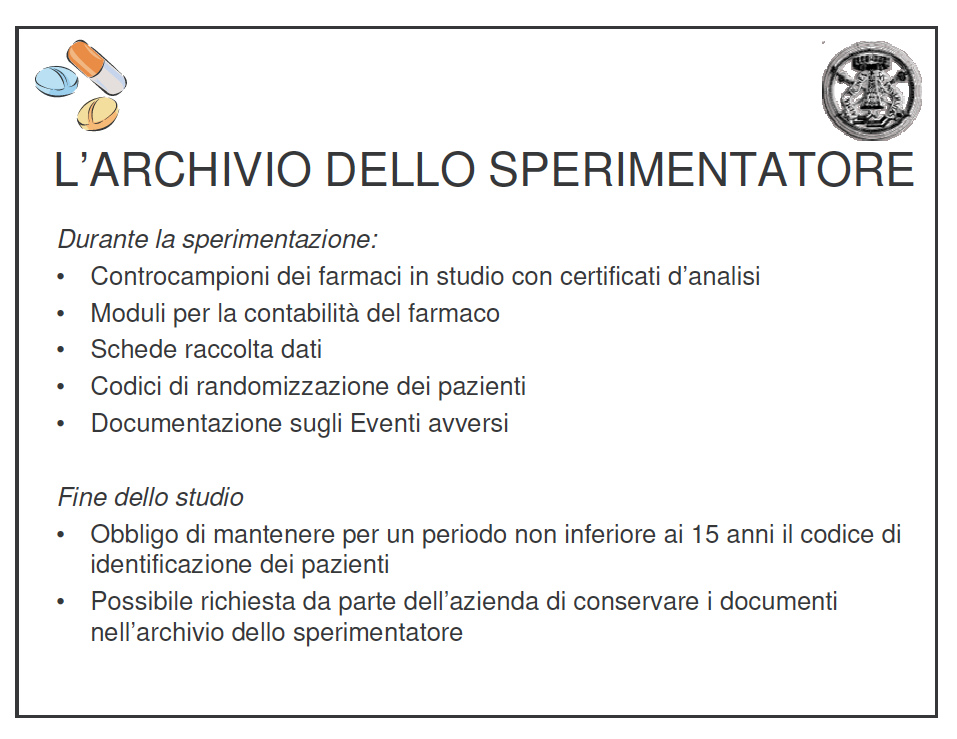 L’ARCHIVIO DELLO SPERIMENTATORE
Durante la sperimentazione:
• Controcampioni dei farmaci in studio con certificati d’analisi
• Moduli per la contabilità del farmaco
• Schede raccolta dati
• Codici di randomizzazione dei pazienti
• Documentazione sugli Eventi avversi
Fine dello studio
• Obbligo di mantenere per un periodo non inferiore ai 15 anni il codice di
identificazione dei pazienti
• Possibile richiesta da parte dell’azienda di conservare i documenti
nell’archivio dello sperimentatore